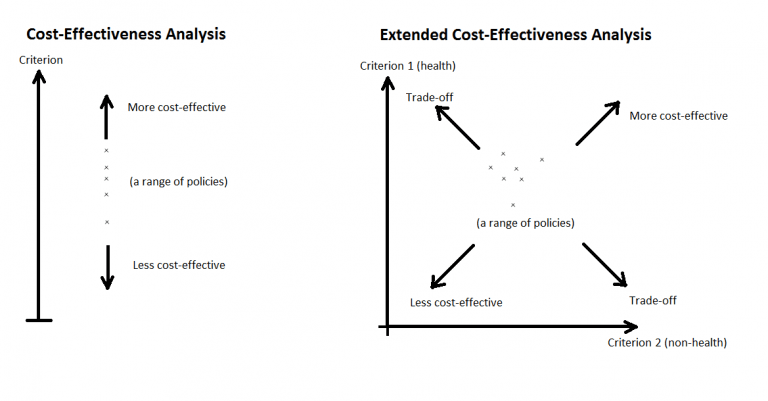 Cost-Effectiveness Analysis
Criterion
More cost-effective
(a range of policies)
Less cost-effective
Extended Cost-Effectiveness Analysis
Criterion 1 (health)
Trade-off
More cost-effective
(a range of policies)
Less cost-effective
Trade-off
Criterion 2 (non-health)